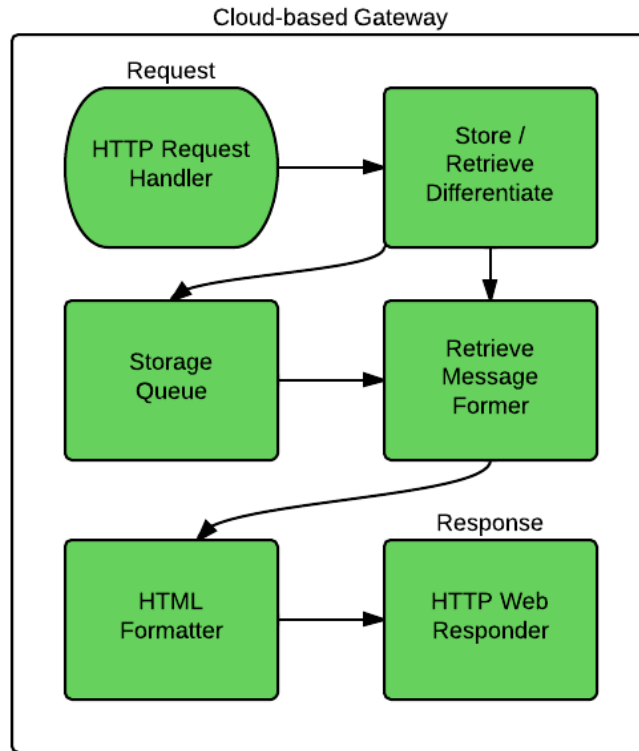 Cloud-based Gateway
Request
HTTP Request
Handler
Store /
Retrieve
Differentiate
Storage
Queue
Retrieve
Message
Former
HTML
Formatter
Response
HTTP Web
Responder